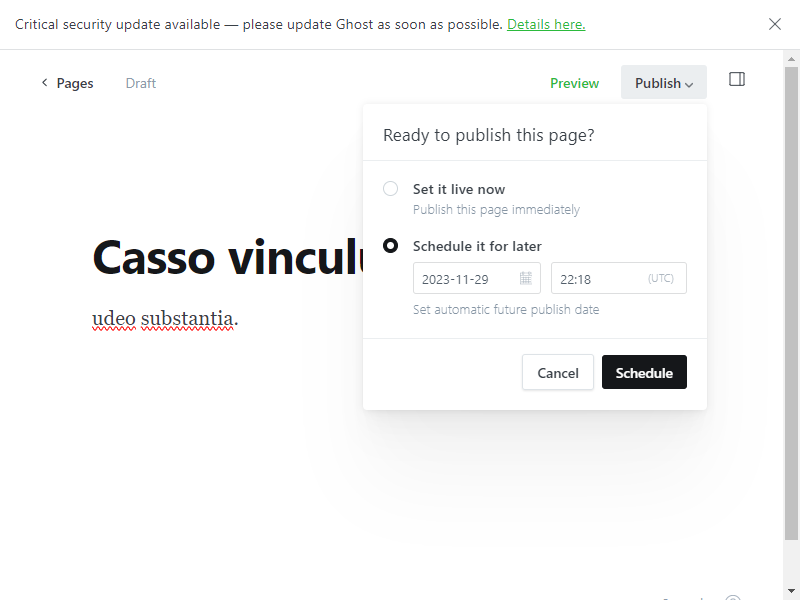 Critical security update available — please update Ghost as soon as possible. Details here.
Pages Draft Preview Publish
Ready to publish this page?
Set it live now
Publish this page immediately
Schedule it for later
2023-11-29 22:18 (UTC)
Set automatic future publish date
Cancel Schedule
Casso
udeo substantia.